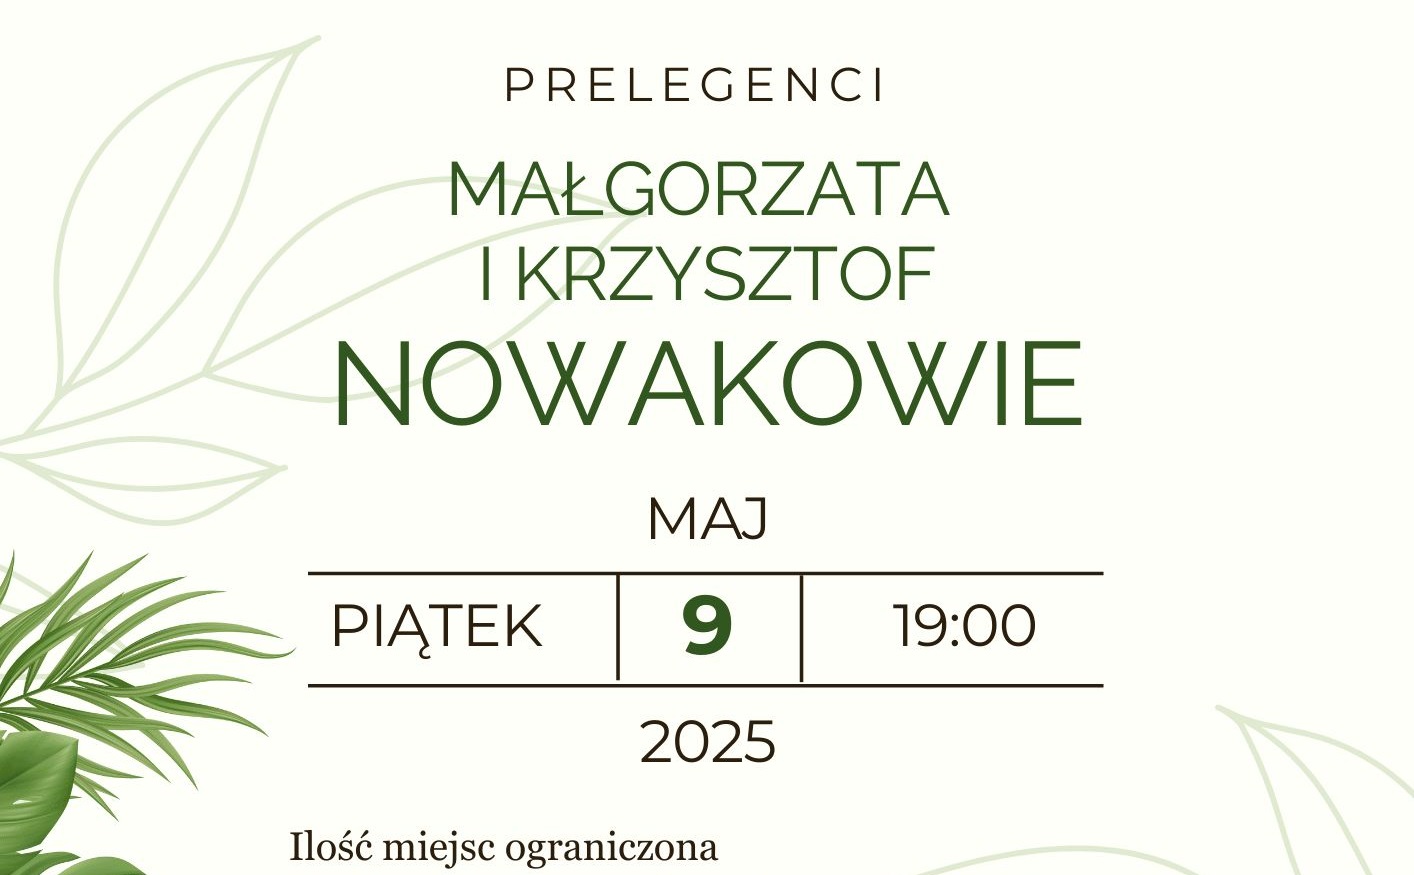 PRELEGENCI
MAŁGORZATA
I KRZYSZTOF
NOWAKOWIE
MAJ
PIĄTEK 9 19:00
2025
Ilość miejsc ograniczona